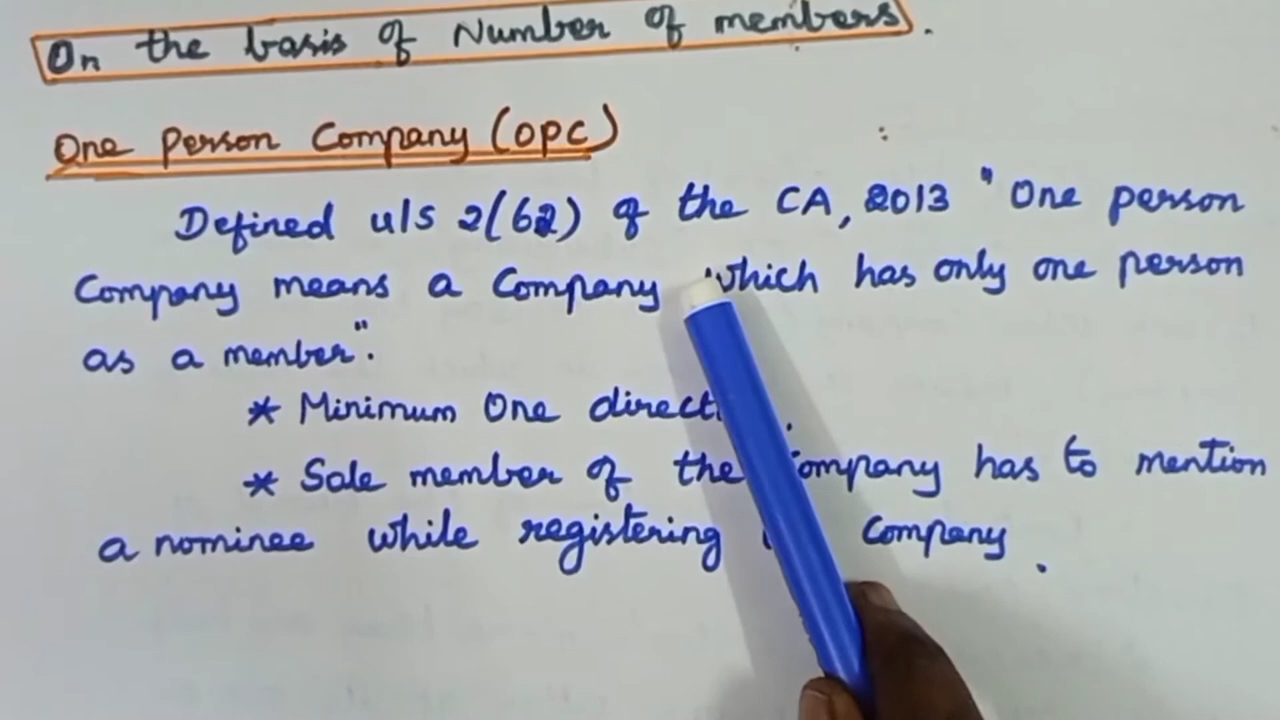 On the basis of Number of members.
One Person Company (OPC)
Defined u/s 2(62) of the CA, 2013 "One person
Company means a Company which has only one person
as a member".
* Minimum One direct
* Sole member of the Company has to mention
a nominee while registering Company.